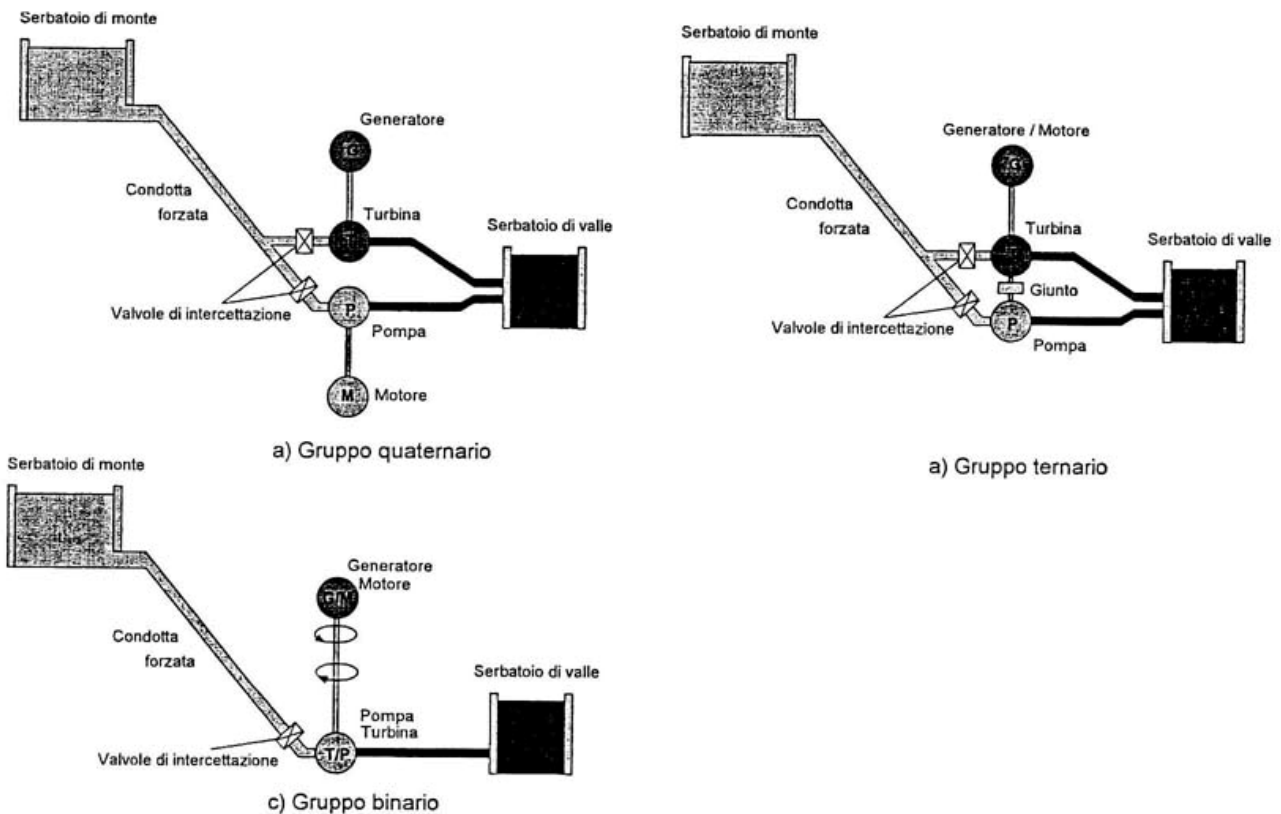 Serbatoio di monte
Generatore
G
Condotta
forzata
Turbina
T
Serbatoio di valle
Valvole di intercettazione
P
Pompa
M
Motore
a) Gruppo quaternario
Serbatoio di monte
Generatore / Motore
G
Condotta
forzata
Turbina
Serbatoio di valle
Giunto
Valvole di intercettazione
P
Pompa
a) Gruppo ternario
Serbatoio di monte
Generatore
Motore
G/M
Condotta
forzata
Serbatoio di valle
Pompa
Turbina
Valvole di intercettazione
T/P
c) Gruppo binario